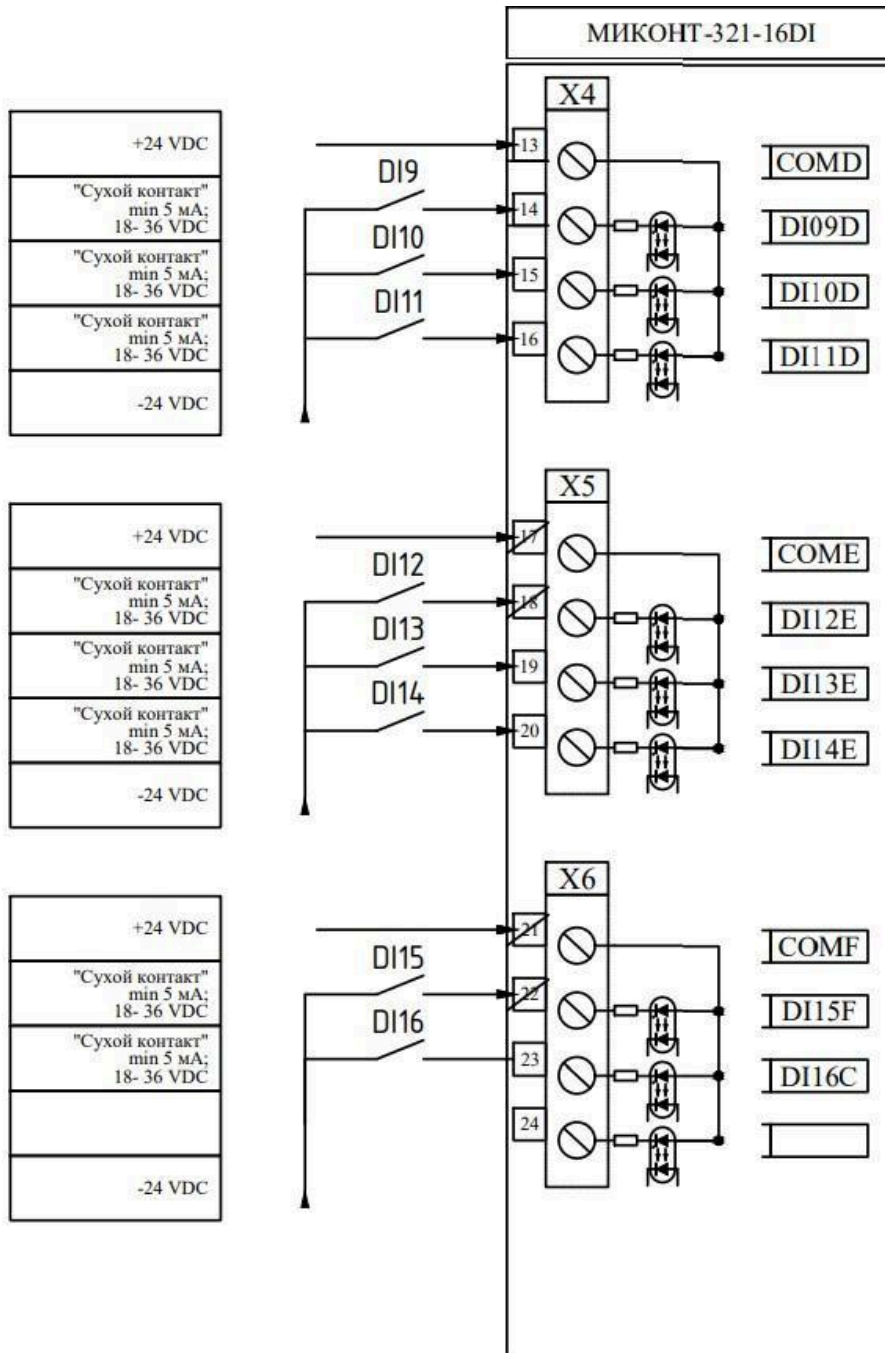 МИКОНТ-321-16DI
X4
+24 VDC
13
COMD
DI9
"Сухой контакт"
min 5 мА;
18- 36 VDC
14
DI09D
DI10
"Сухой контакт"
min 5 мА;
18- 36 VDC
15
DI10D
DI11
"Сухой контакт"
min 5 мА;
18- 36 VDC
16
DI11D
-24 VDC
X5
+24 VDC
17
COME
DI12
"Сухой контакт"
min 5 мА;
18- 36 VDC
18
DI12E
DI13
"Сухой контакт"
min 5 мА;
18- 36 VDC
19
DI13E
DI14
"Сухой контакт"
min 5 мА;
18- 36 VDC
20
DI14E
-24 VDC
X6
+24 VDC
21
COMF
DI15
"Сухой контакт"
min 5 мА;
18- 36 VDC
22
DI15F
DI16
"Сухой контакт"
min 5 мА;
18- 36 VDC
23
DI16C
24
-24 VDC